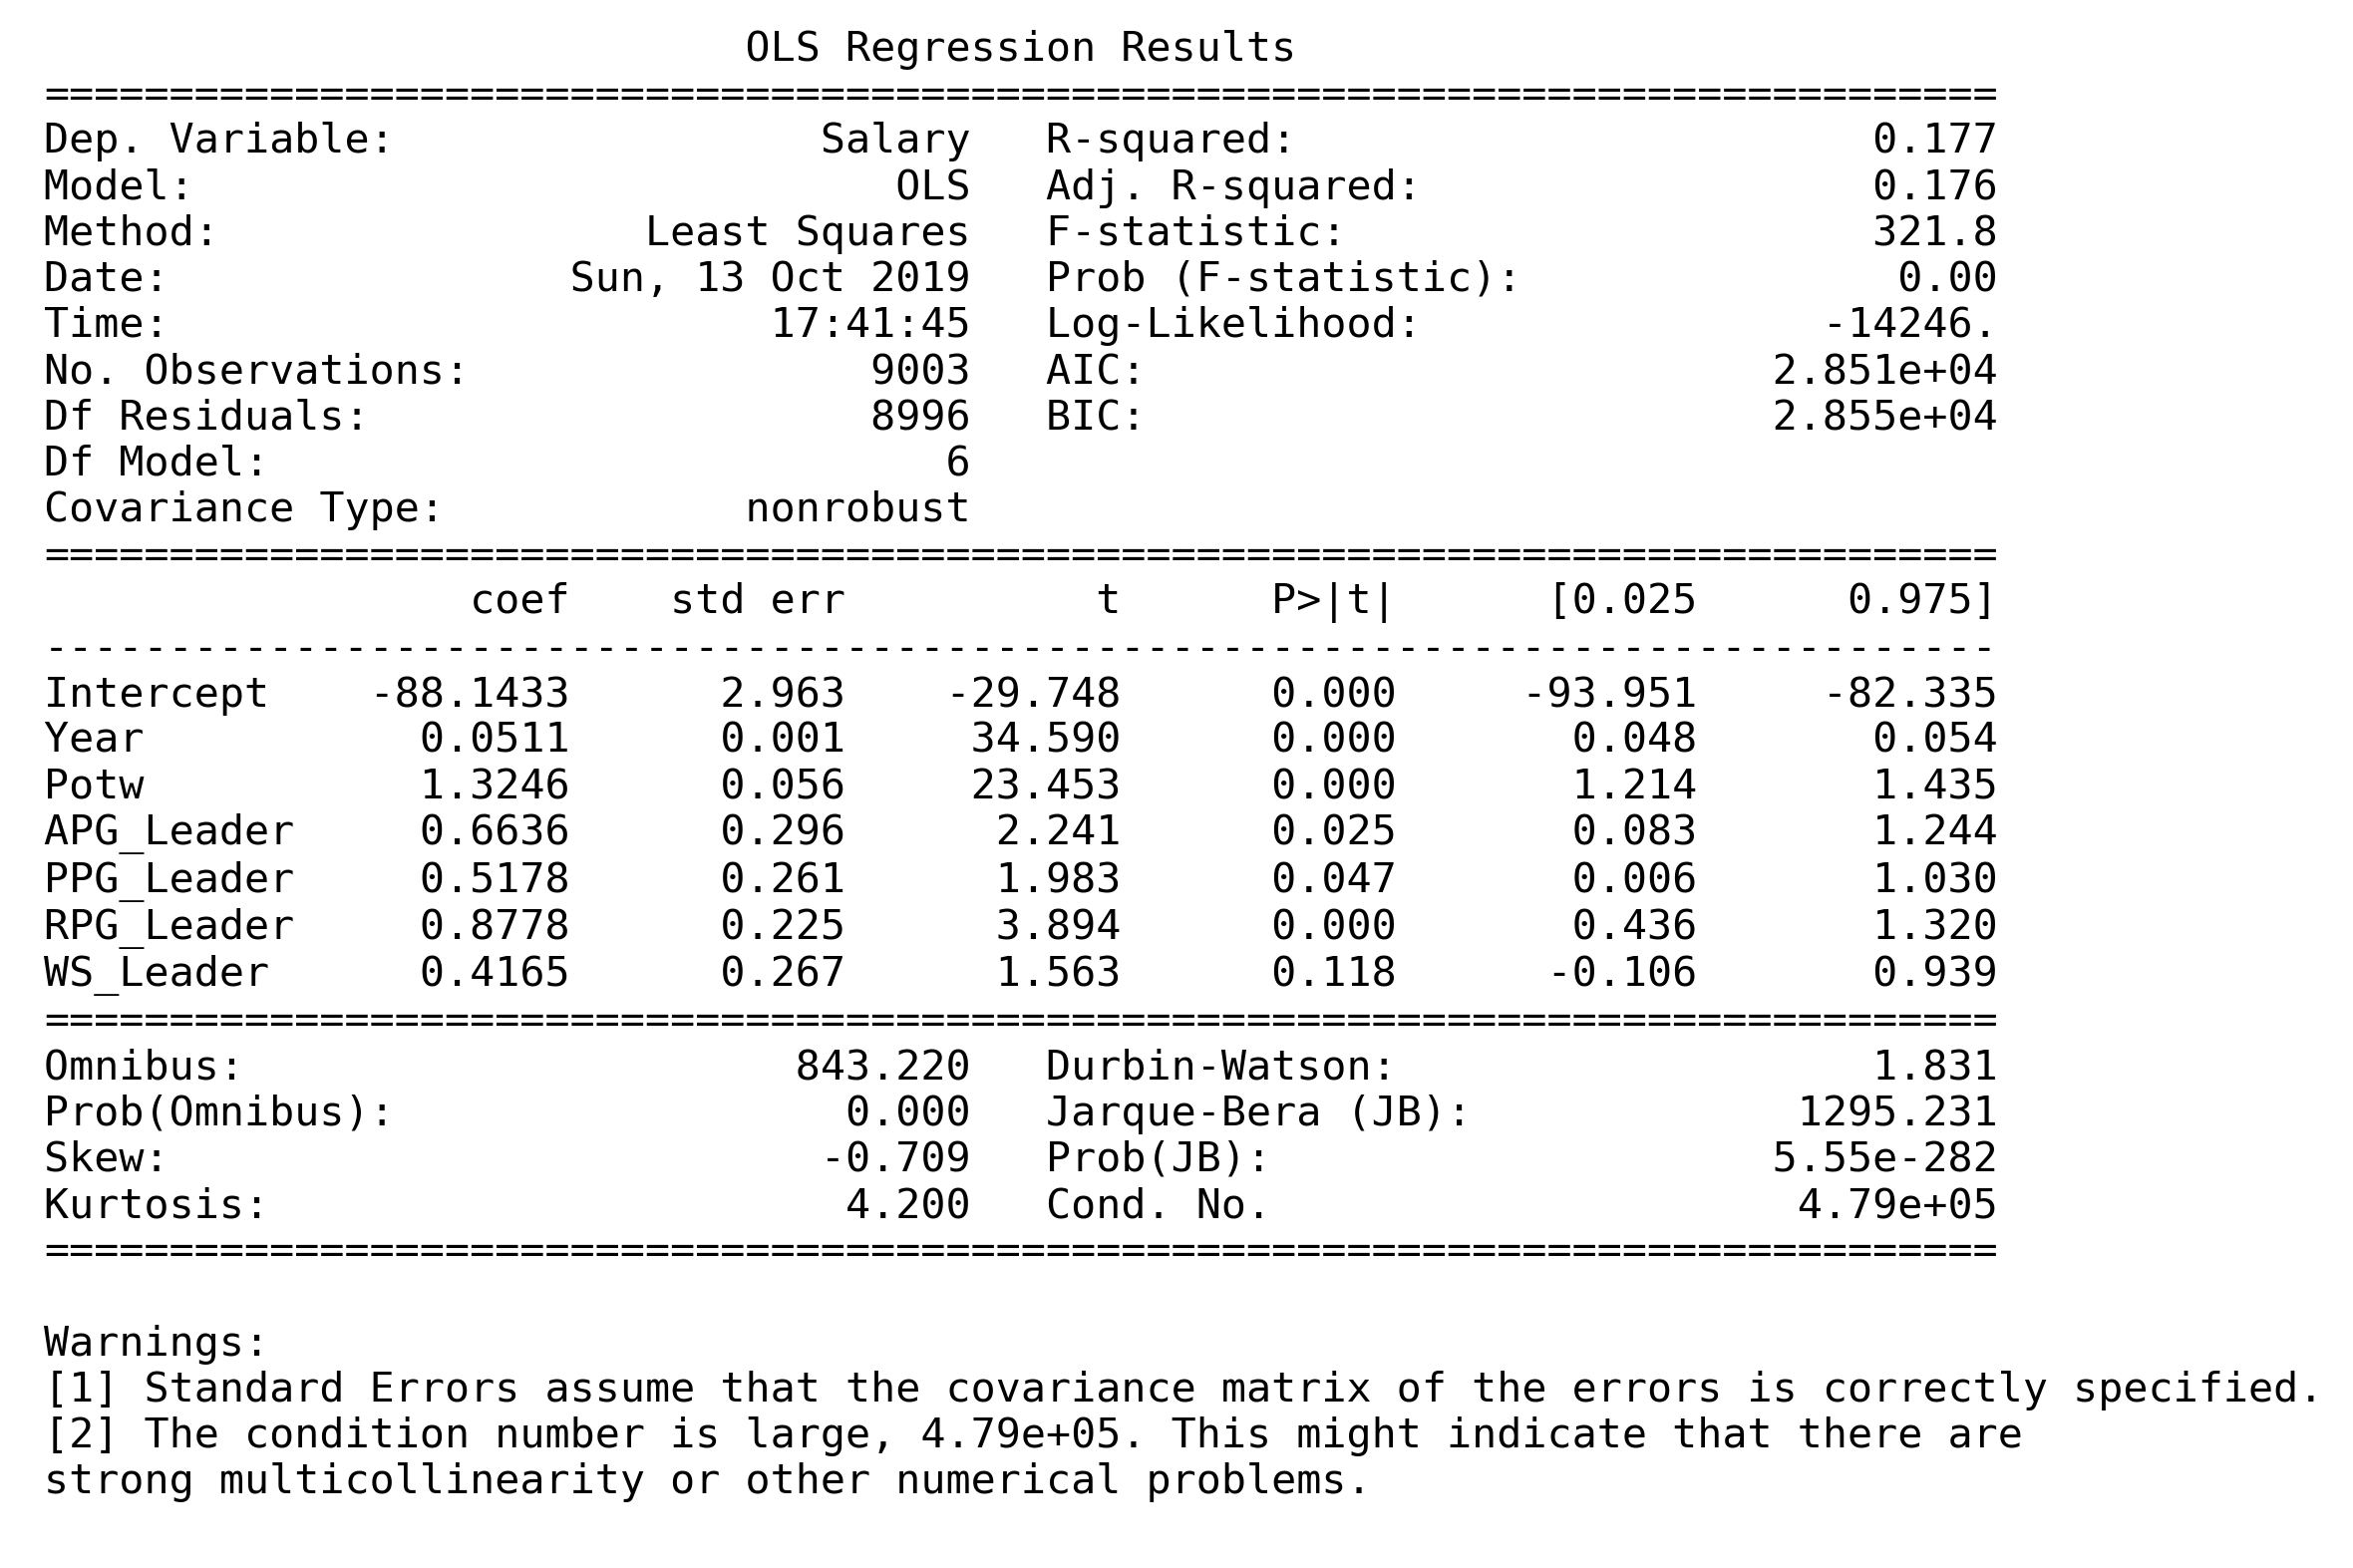 OLS Regression Results
==============================================================================
Dep. Variable:                 Salary   R-squared:                       0.177
Model:                            OLS   Adj. R-squared:                  0.176
Method:                 Least Squares   F-statistic:                     321.8
Date:                Sun, 13 Oct 2019   Prob (F-statistic):               0.00
Time:                        17:41:45   Log-Likelihood:                -14246.
No. Observations:                9003   AIC:                         2.851e+04
Df Residuals:                    8996   BIC:                         2.855e+04
Df Model:                           6
Covariance Type:            nonrobust
==============================================================================
                 coef    std err          t      P>|t|      [0.025      0.975]
------------------------------------------------------------------------------
Intercept    -88.1433      2.963    -29.748      0.000     -93.951     -82.335
Year           0.0511      0.001     34.590      0.000       0.048       0.054
Potw           1.3246      0.056     23.453      0.000       1.214       1.435
APG_Leader     0.6636      0.296      2.241      0.025       0.083       1.244
PPG_Leader     0.5178      0.261      1.983      0.047       0.006       1.030
RPG_Leader     0.8778      0.225      3.894      0.000       0.436       1.320
WS_Leader      0.4165      0.267      1.563      0.118      -0.106       0.939
==============================================================================
Omnibus:                      843.220   Durbin-Watson:                   1.831
Prob(Omnibus):                  0.000   Jarque-Bera (JB):             1295.231
Skew:                          -0.709   Prob(JB):                    5.55e-282
Kurtosis:                       4.200   Cond. No.                     4.79e+05
==============================================================================
Warnings:
[1] Standard Errors assume that the covariance matrix of the errors is correctly specified.
[2] The condition number is large, 4.79e+05. This might indicate that there are
strong multicollinearity or other numerical problems.